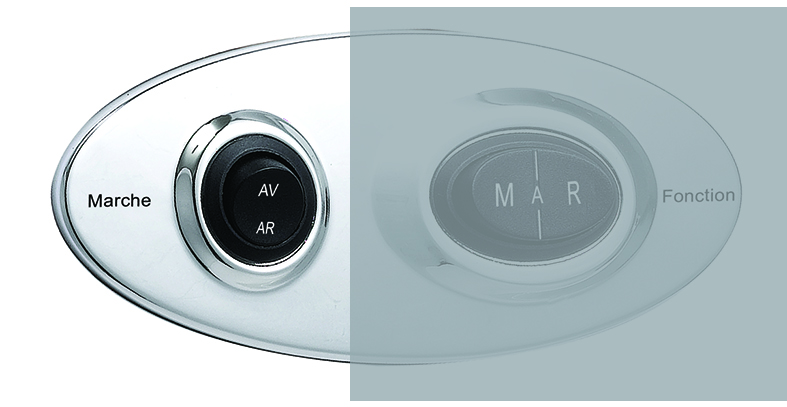 Marche
AV
AR
M A R
Fonction